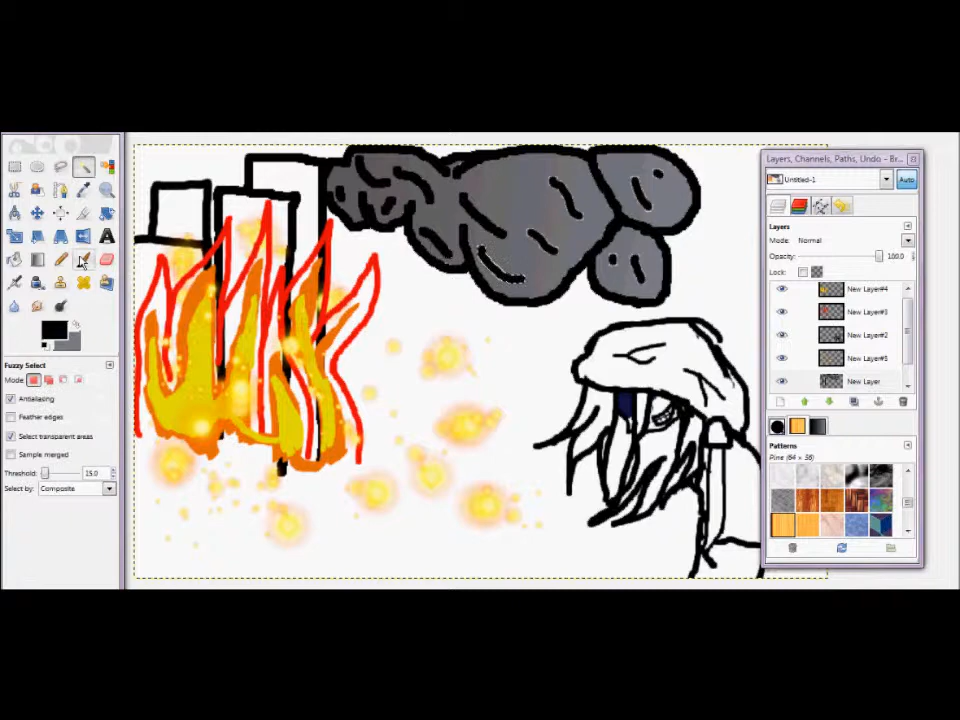 Layers, Channels, Paths, Undo - Br...
Untitled-1
Auto
Layers
Mode: Normal
Opacity: 100.0
Lock:
New Layer#4
New Layer#3
New Layer#2
New Layer#5
New Layer
Patterns
Pine (64 × 36)
A
Fuzzy Select
Mode:
Antialiasing
Feather edges
Select transparent areas
Sample merged
Threshold: 15.0
Select by: Composite